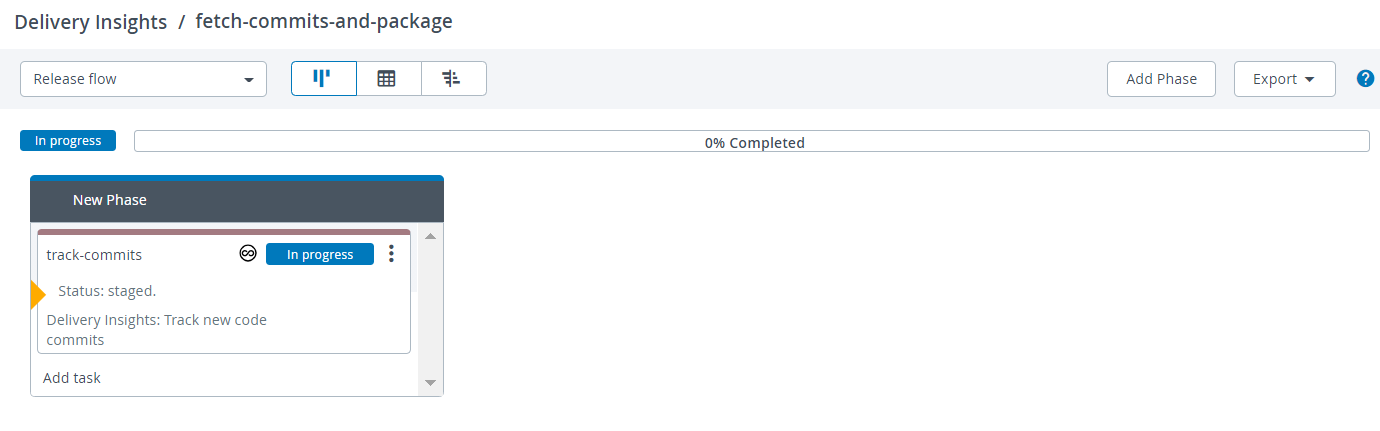 Delivery Insights / fetch-commits-and-package
Release flow
Add Phase
Export
?
In progress
0% Completed
New Phase
track-commits
In progress
Status: staged.
Delivery Insights: Track new code
commits
Add task